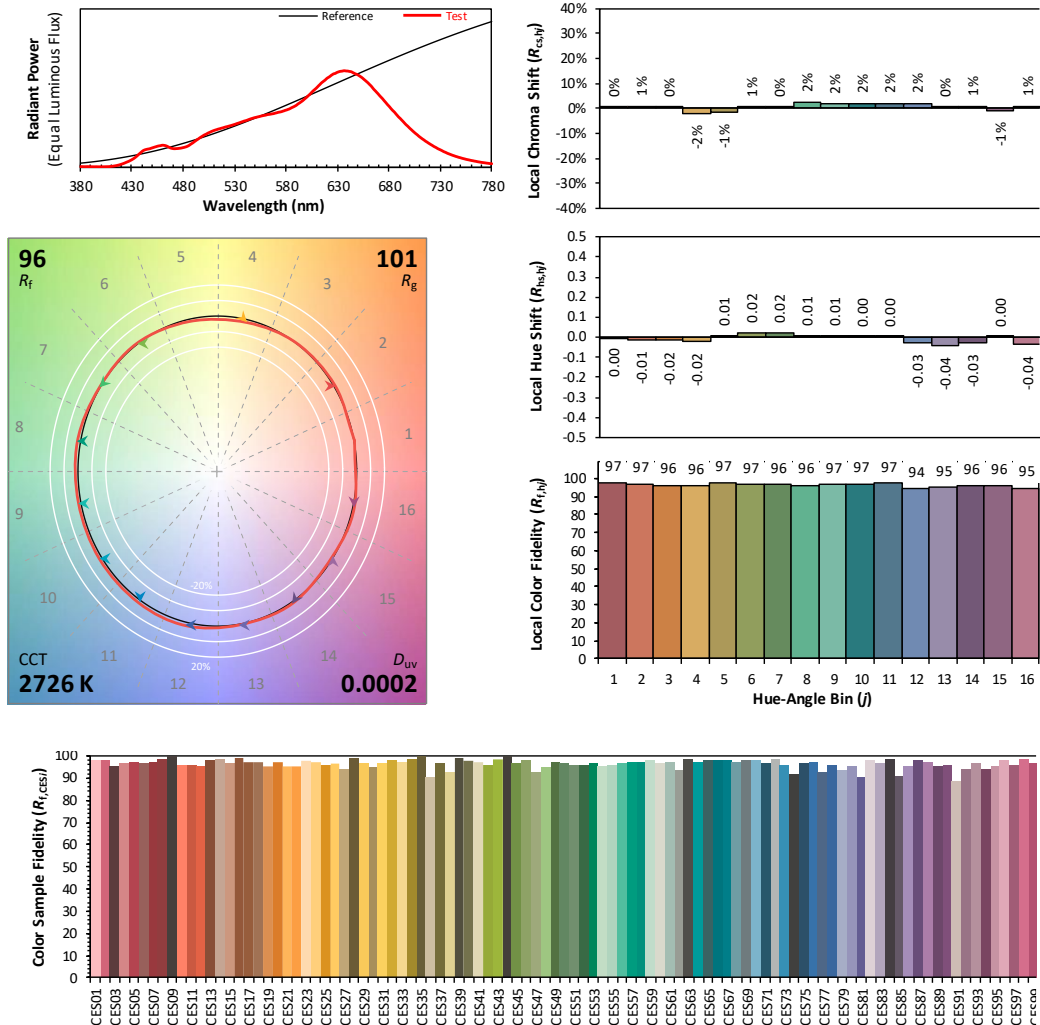 Radiant Power
(Equal Luminous Flux)
Reference
Test
380 430 480 530 580 630 680 730 780
Wavelength (nm)
Local Chroma Shift (Rcs,hj)
40%
30%
20%
10%
0%
-10%
-20%
-30%
-40%
0% 1% 0% -2% -1% 1% 0% 2% 2% 2% 2% 2% 0% 1% -1% 1%
96
Rf
101
Rg
5 4
6 3
7 2
8 1
9 16
10 15
11 14
12 13
-20%
20%
CCT
2726 K
Duv
0.0002
Local Hue Shift (Rhs,hj)
0.5
0.4
0.3
0.2
0.1
0.0
-0.1
-0.2
-0.3
-0.4
-0.5
0.00 -0.01 -0.02 -0.02 0.01 0.02 0.02 0.01 0.01 0.00 0.00 -0.03 -0.04 -0.03 0.00 -0.04
Local Color Fidelity (Rf,hj)
100
90
80
70
60
50
40
30
20
10
0
97 97 96 96 97 97 96 96 97 97 97 94 95 96 96 95
1 2 3 4 5 6 7 8 9 10 11 12 13 14 15 16
Hue-Angle Bin (j)
Color Sample Fidelity (Rf,CESi)
100
90
80
70
60
50
40
30
20
10
0
CES01 CES03 CES05 CES07 CES09 CES11 CES13 CES15 CES17 CES19 CES21 CES23 CES25 CES27 CES29 CES31 CES33 CES35 CES37 CES39 CES41 CES43 CES45 CES47 CES49 CES51 CES53 CES55 CES57 CES59 CES61 CES63 CES65 CES67 CES69 CES71 CES73 CES75 CES77 CES79 CES81 CES83 CES85 CES87 CES89 CES91 CES93 CES95 CES97 CES99